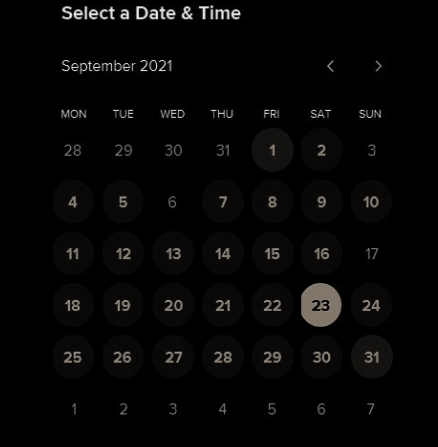 Select a Date & Time
September 2021
MON TUE WED THU FRI SAT SUN
28 29 30 31 1 2 3
4 5 6 7 8 9 10
11 12 13 14 15 16 17
18 19 20 21 22 23 24
25 26 27 28 29 30 31
1 2 3 4 5 6 7